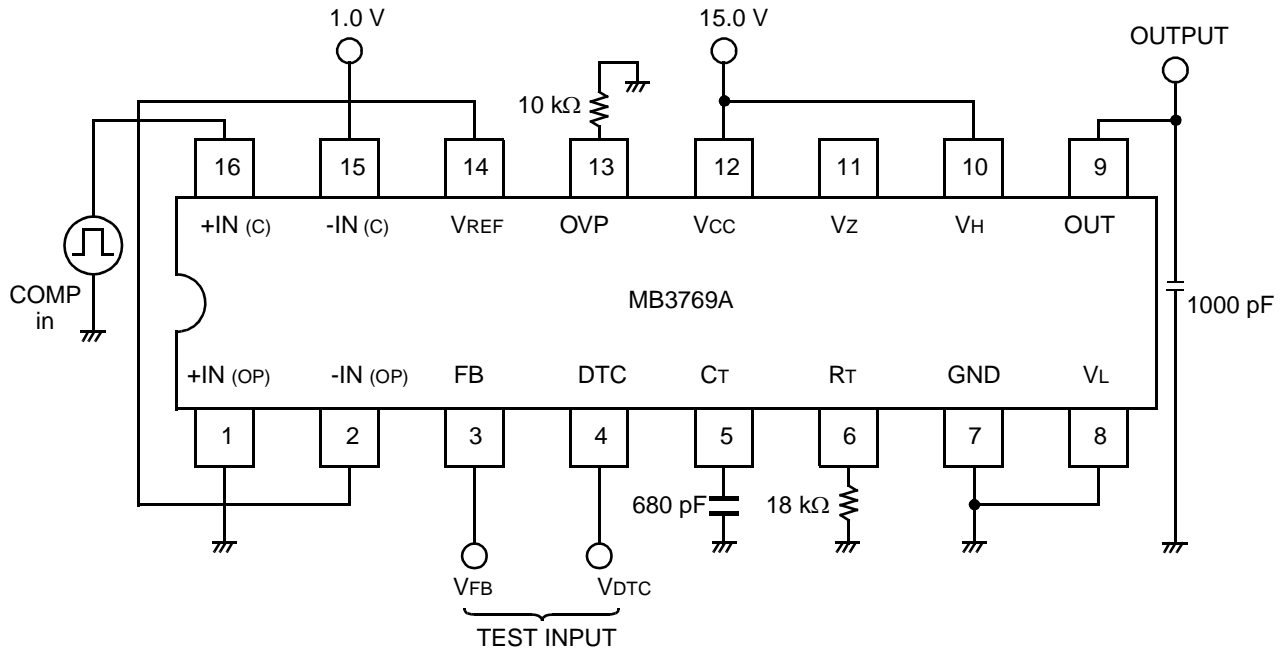 1.0 V
15.0 V
OUTPUT
10 kΩ
16
15
14
13
12
11
10
9
+IN (C)
-IN (C)
VREF
OVP
VCC
VZ
VH
OUT
COMP
in
MB3769A
1000 pF
+IN (OP)
-IN (OP)
FB
DTC
CT
RT
GND
VL
1
2
3
4
5
6
7
8
680 pF
18 kΩ
VFB
VDTC
TEST INPUT